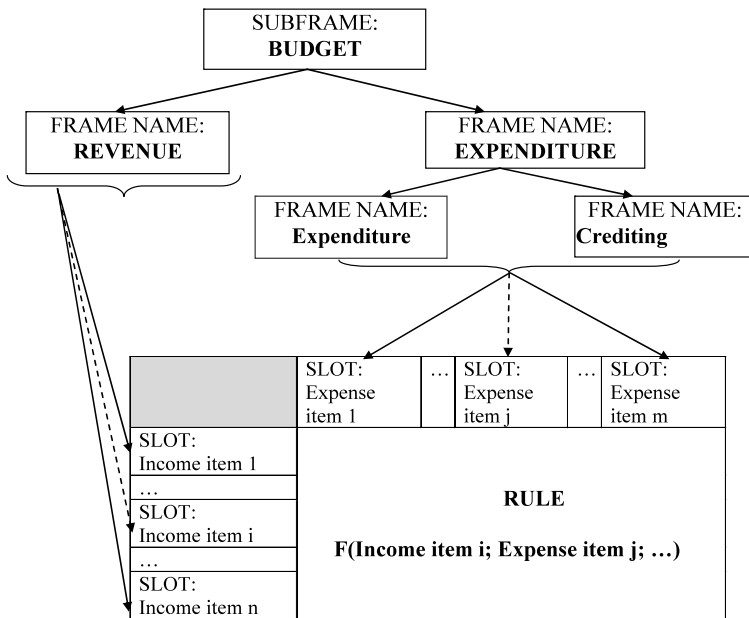 SUBFRAME:
BUDGET
FRAME NAME:
REVENUE
FRAME NAME:
EXPENDITURE
FRAME NAME:
Expenditure
FRAME NAME:
Crediting
SLOT:
Expense
item 1
…
SLOT:
Expense
item j
…
SLOT:
Expense
item m
SLOT:
Income item 1
…
SLOT:
Income item i
…
SLOT:
Income item n
RULE
F(Income item i; Expense item j; …)